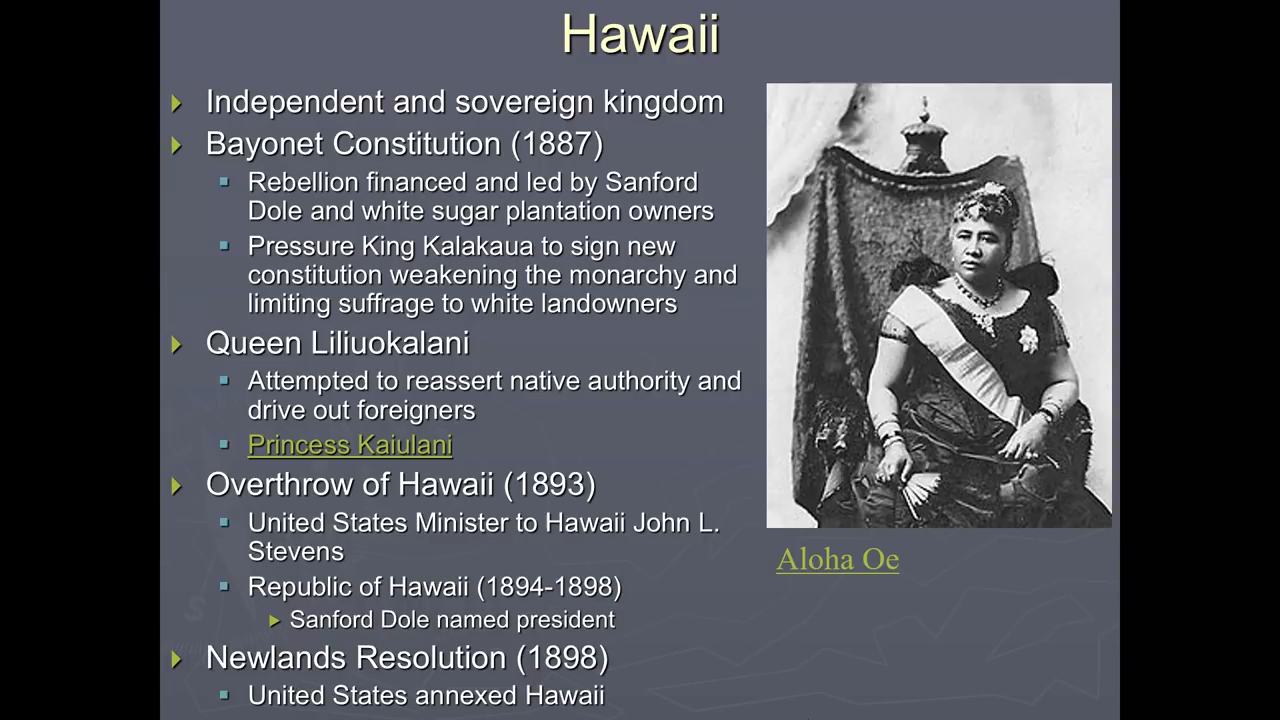 Hawaii
Independent and sovereign kingdom
Bayonet Constitution (1887)
Rebellion financed and led by Sanford
Dole and white sugar plantation owners
Pressure King Kalakaua to sign new
constitution weakening the monarchy and
limiting suffrage to white landowners
Queen Liliuokalani
Attempted to reassert native authority and
drive out foreigners
Princess Kaiulani
Overthrow of Hawaii (1893)
United States Minister to Hawaii John L.
Stevens
Republic of Hawaii (1894-1898)
Sanford Dole named president
Newlands Resolution (1898)
United States annexed Hawaii
Aloha Oe